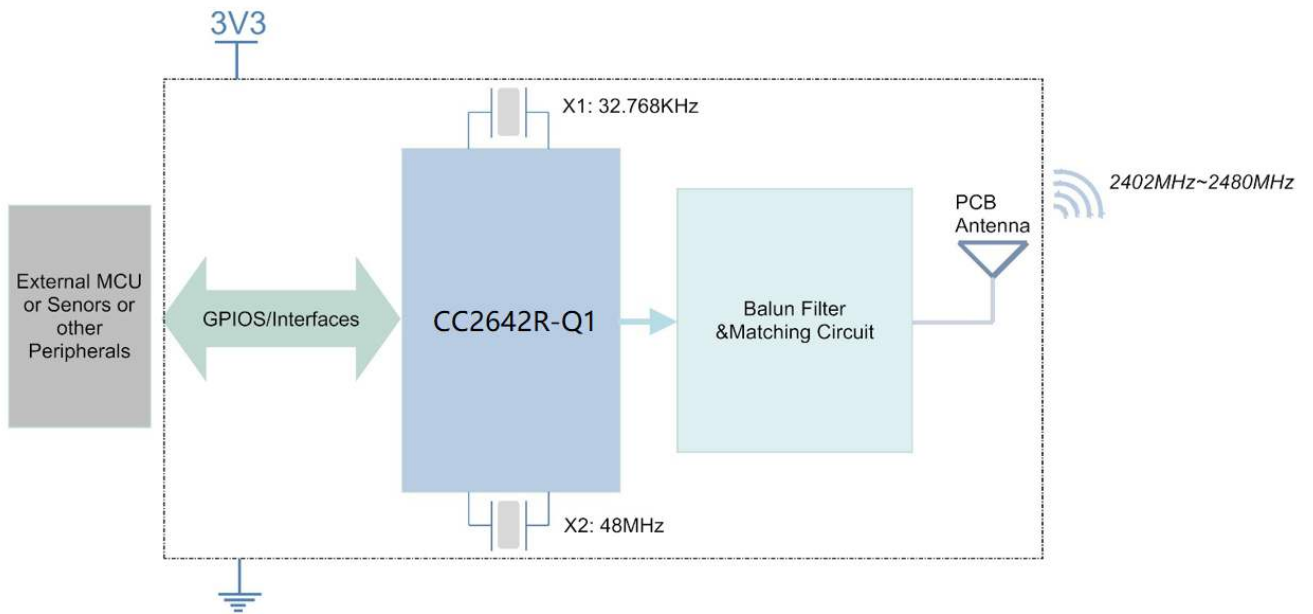 3V3
X1: 32.768KHz
2402MHz~2480MHz
PCB
Antenna
External MCU
or Senors or
other
Peripherals
GPIOS/Interfaces
CC2642R-Q1
Balun Filter
&Matching Circuit
X2: 48MHz